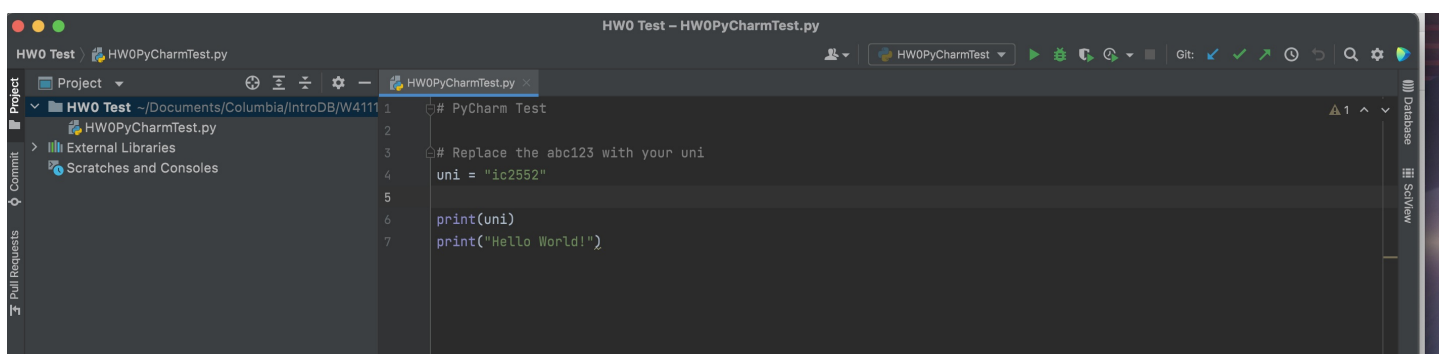 HW0 Test – HW0PyCharmTest.py
HW0 Test 〉 HW0PyCharmTest.py
HW0PyCharmTest
Git:
Project
HW0PyCharmTest.py
HW0 Test ~/Documents/Columbia/IntroDB/W4111
HW0PyCharmTest.py
External Libraries
Scratches and Consoles
1 # PyCharm Test
2
3 # Replace the abc123 with your uni
4 uni = "ic2552"
5
6 print(uni)
7 print("Hello World!")
1
Project
Commit
Pull Requests
Database
SciView